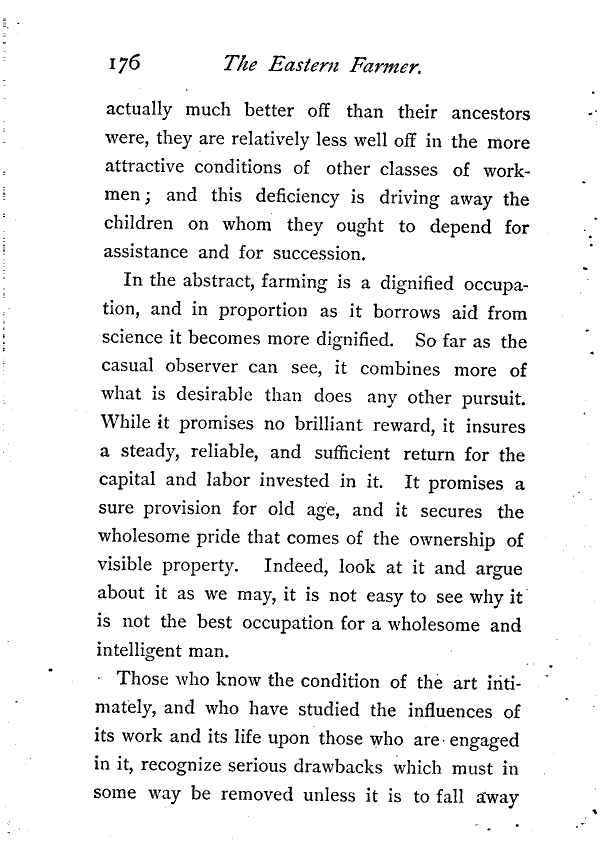 176 The Eastern Farmer.
actually much better off than their ancestors
were, they are relatively less well off in the more
attractive conditions of other classes of work-
men; and this deficiency is driving away the
children on whom they ought to depend for
assistance and for succession.
In the abstract, farming is a dignified occupa-
tion, and in proportion as it borrows aid from
science it becomes more dignified. So far as the
casual observer can see, it combines more of
what is desirable than does any other pursuit.
While it promises no brilliant reward, it insures
a steady, reliable, and sufficient return for the
capital and labor invested in it. It promises a
sure provision for old age, and it secures the
wholesome pride that comes of the ownership of
visible property. Indeed, look at it and argue
about it as we may, it is not easy to see why it
is not the best occupation for a wholesome and
intelligent man.
Those who know the condition of the art inti-
mately, and who have studied the influences of
its work and its life upon those who are engaged
in it, recognize serious drawbacks which must in
some way be removed unless it is to fall away